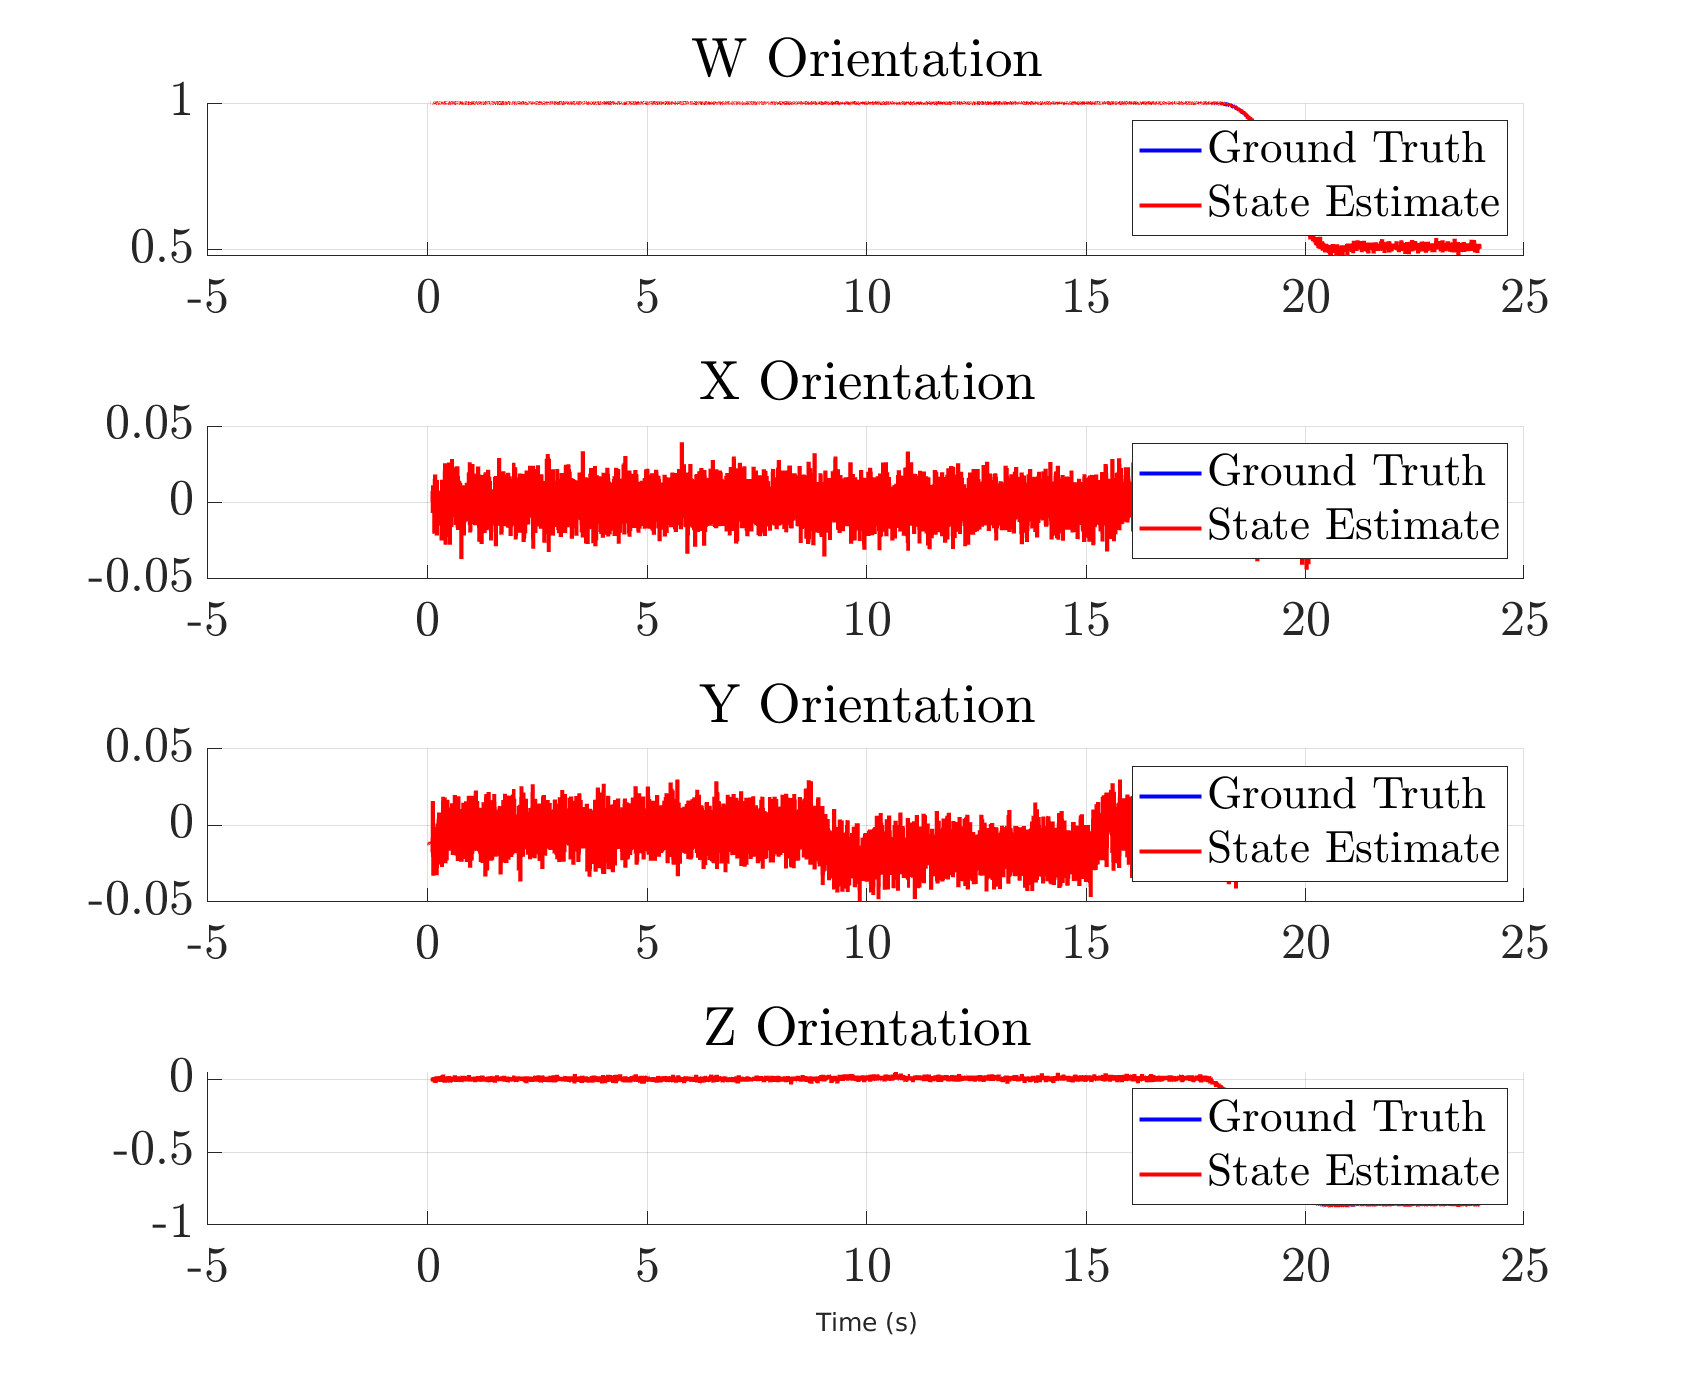 W Orientation
1
0.5
Ground Truth
State Estimate
-5 0 5 10 15 20 25
X Orientation
0.05
0
-0.05
Ground Truth
State Estimate
-5 0 5 10 15 20 25
Y Orientation
0.05
0
-0.05
Ground Truth
State Estimate
-5 0 5 10 15 20 25
Z Orientation
0
-0.5
-1
Ground Truth
State Estimate
-5 0 5 10 15 20 25
Time (s)